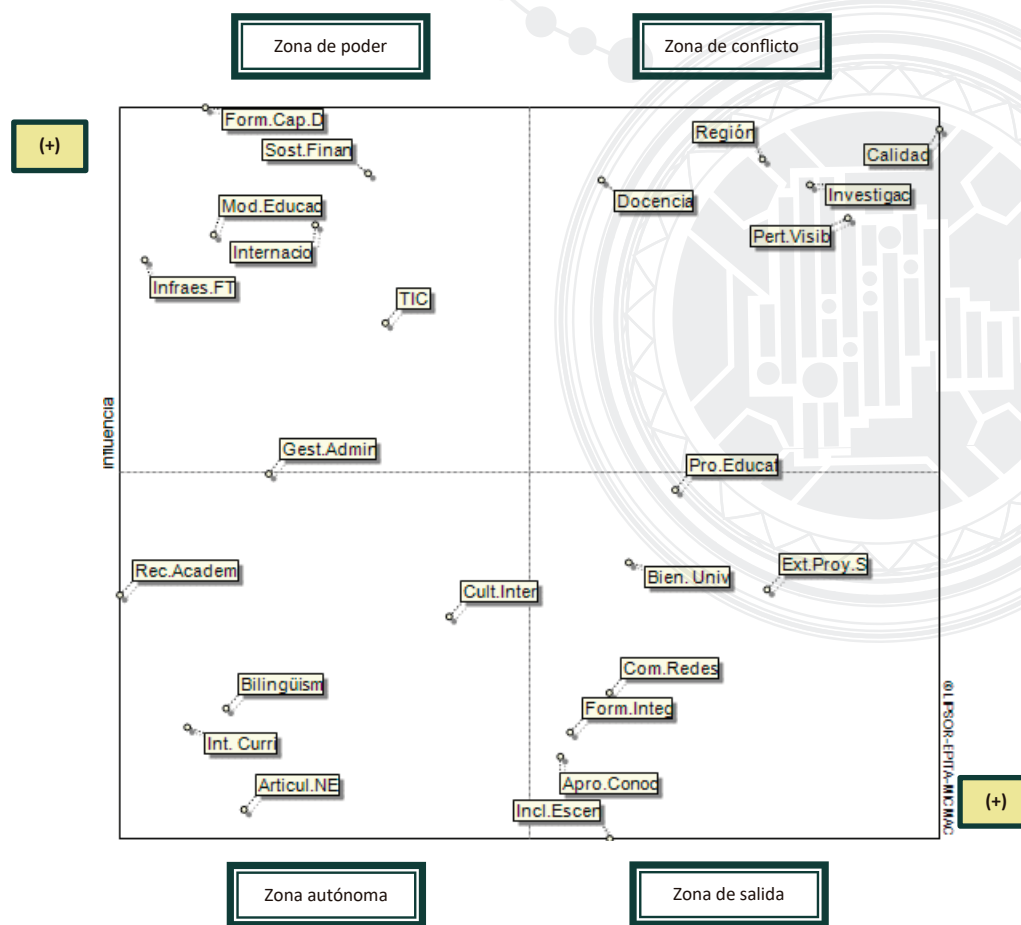 Zona de poder
Zona de conflicto
(+)
Form.Cap.D
Sost.Finan
Región
Calidad
Mod.Educac
Docencia
Investigac
Internacio
Pert.Visib
Infraes.FT
TIC
Influencia
Gest.Admin
Pro.Educat
Rec.Academ
Cult.Inter
Bien. Univ
Ext.Proy.S
Bilingüism
Com.Redes
Int. Curri
Form.Integ
Articul.NE
Apro.Conoc
Incl.Escen
©LIPSOR-EPITA-MICMAC
(+)
Zona autónoma
Zona de salida